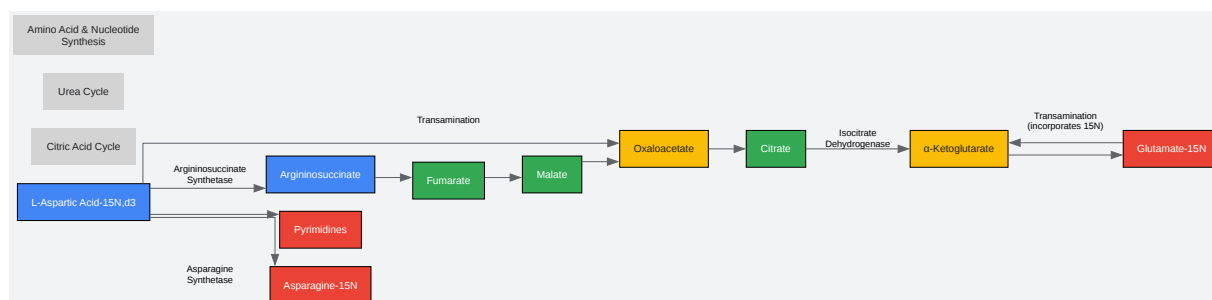 Amino Acid & Nucleotide
Synthesis
Urea Cycle
Citric Acid Cycle
Transamination
Transamination
(incorporates 15N)
Isocitrate
Dehydrogenase
Oxaloacetate
Citrate
α-Ketoglutarate
Glutamate-15N
Argininosuccinate
Synthetase
Argininosuccinate
Fumarate
Malate
L-Aspartic Acid-15N,d3
Pyrimidines
Asparagine
Synthetase
Asparagine-15N